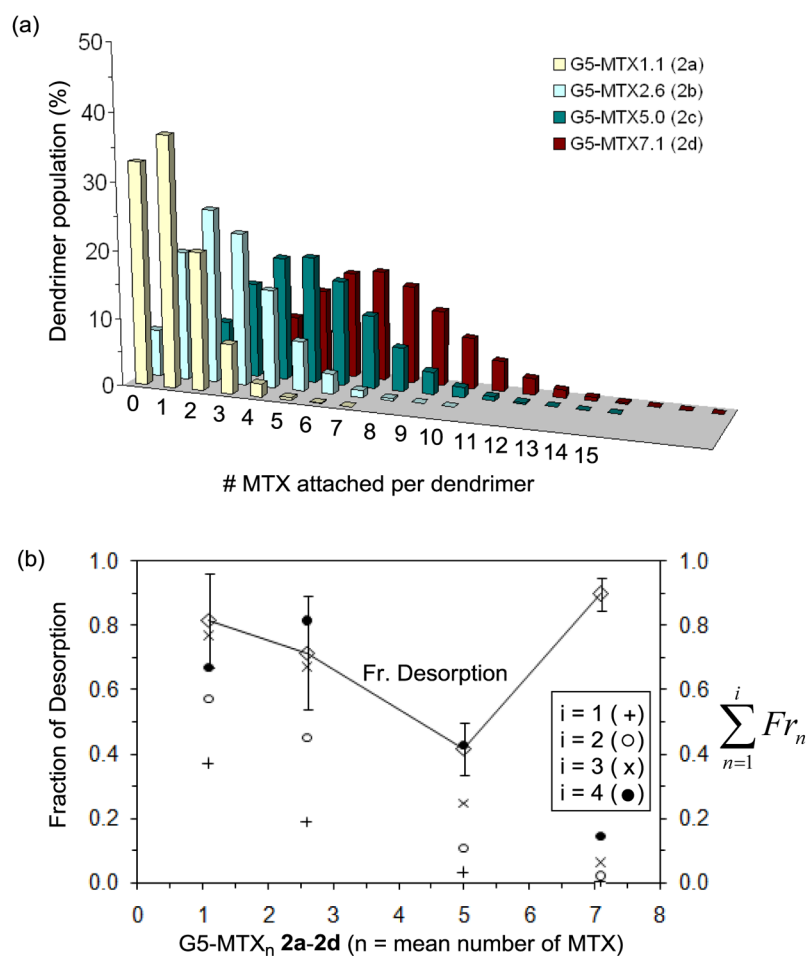 (a)
50
40
30
20
10
0
Dendrimer population (%)
G5-MTX1.1 (2a)
G5-MTX2.6 (2b)
G5-MTX5.0 (2c)
G5-MTX7.1 (2d)
0 1 2 3 4 5 6 7 8 9 10 11 12 13 14 15
# MTX attached per dendrimer
(b)
1.0
0.8
0.6
0.4
0.2
0.0
Fraction of Desorption
Fr. Desorption
i = 1 (+)
i = 2 (○)
i = 3 (x)
i = 4 (●)
1.0
0.8
0.6
0.4
0.2
0.0
∑ⁱₙ₌₁ Frₙ
0 1 2 3 4 5 6 7 8
G5-MTXₙ 2a-2d (n = mean number of MTX)